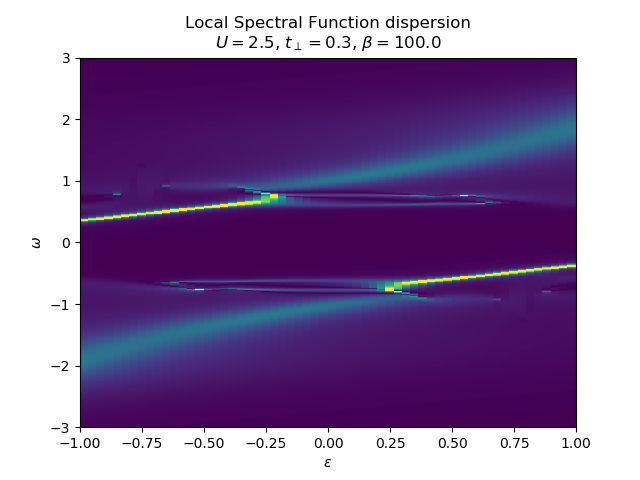 Local Spectral Function dispersion
U = 2.5, t⊥ = 0.3, β = 100.0
3
2
1
0
−1
−2
−3
ω
−1.00 −0.75 −0.50 −0.25 0.00 0.25 0.50 0.75 1.00
ε